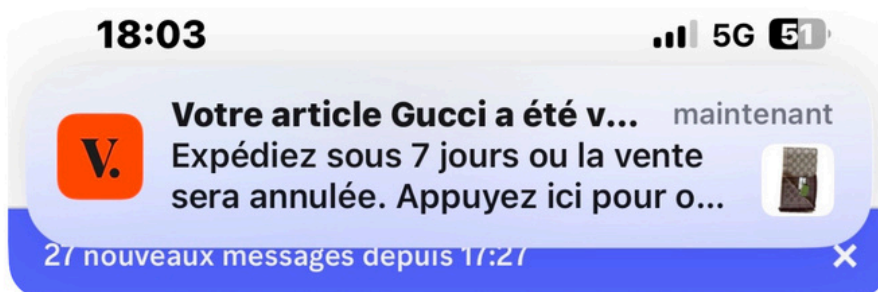 18:03 5G 51
Votre article Gucci a été v... maintenant
V.
Expédiez sous 7 jours ou la vente
sera annulée. Appuyez ici pour o...
27 nouveaux messages depuis 17:27